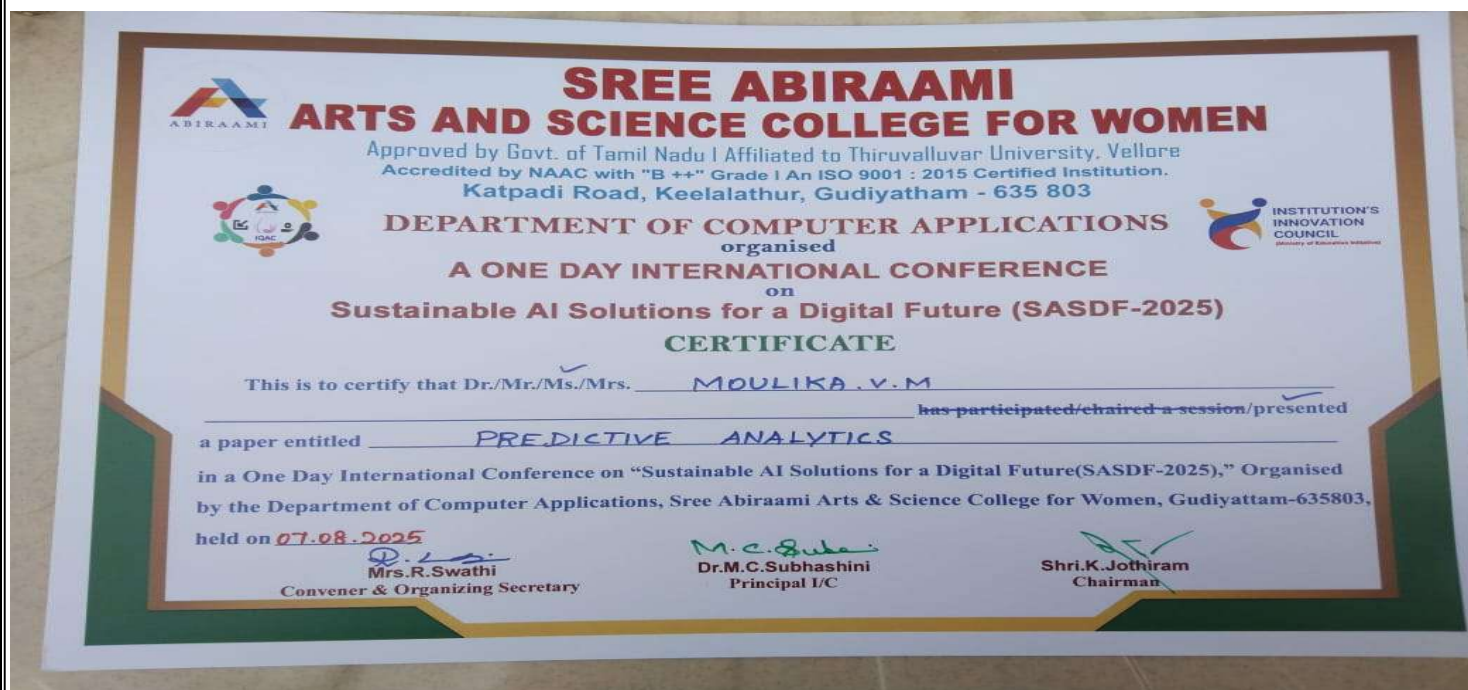 SREE ABIRAAMI
ABIRAAMI
ARTS AND SCIENCE COLLEGE FOR WOMEN
Approved by Govt. of Tamil Nadu I Affiliated to Thiruvalluvar University, Vellore
Accredited by NAAC with "B ++" Grade I An ISO 9001 : 2015 Certified Institution.
Katpadi Road, Keelalathur, Gudiyatham - 635 803
IQAC
DEPARTMENT OF COMPUTER APPLICATIONS
INSTITUTION'S
INNOVATION
COUNCIL
(Ministry of Education Initiative)
organised
A ONE DAY INTERNATIONAL CONFERENCE
on
Sustainable AI Solutions for a Digital Future (SASDF-2025)
CERTIFICATE
This is to certify that Dr./Mr./Ms./Mrs. MOULIKA . V . M
has participated/chaired a session/presented
a paper entitled PREDICTIVE ANALYTICS
in a One Day International Conference on “Sustainable AI Solutions for a Digital Future(SASDF-2025),” Organised
by the Department of Computer Applications, Sree Abiraami Arts & Science College for Women, Gudiyattam-635803,
held on 07.08.2025
M.C.
Mrs.R.Swathi
Convener & Organizing Secretary
Dr.M.C.Subhashini
Principal I/C
Shri.K.Jothiram
Chairman